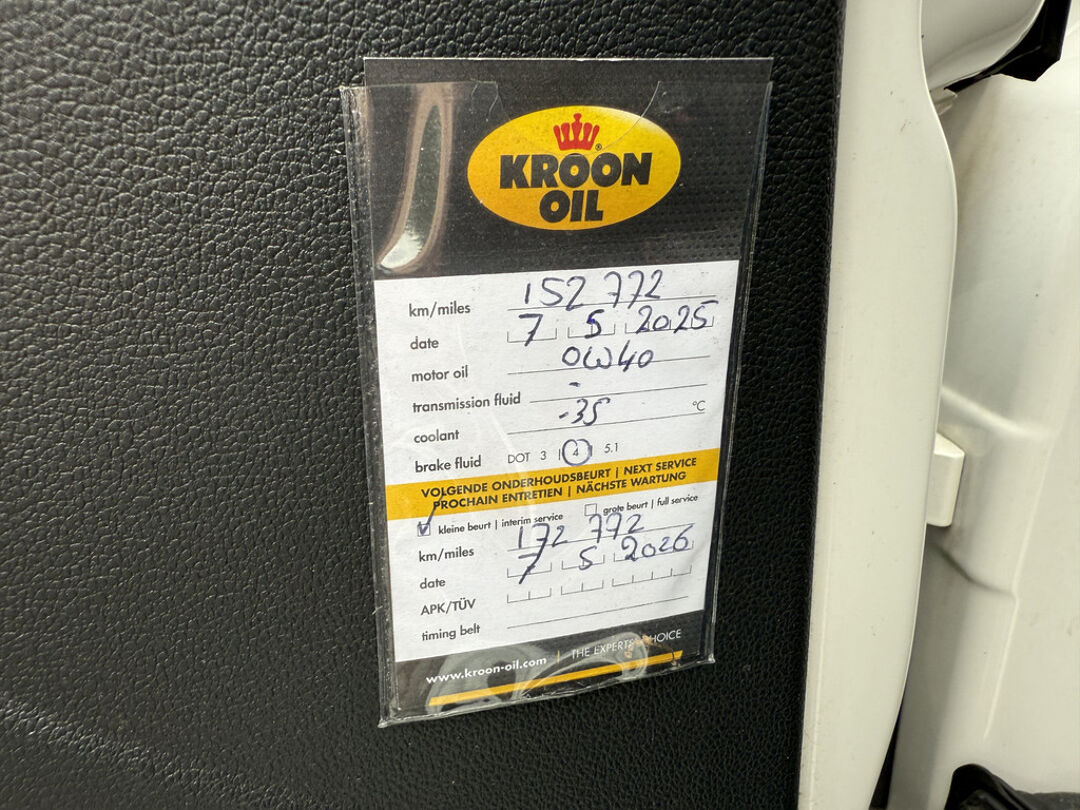 KROON
OIL
®
km/miles 152 772
date 7 5 2025
motor oil 0W40
transmission fluid -
coolant -35 °C
brake fluid DOT 3 | 4 | 5.1
VOLGENDE ONDERHOUDSBEURT | NEXT SERVICE
PROCHAIN ENTRETIEN | NÄCHSTE WARTUNG
kleine beurt | interim service grote beurt | full service
km/miles 172 772
date 7 5 2026
APK/TÜV
timing belt
www.kroon-oil.com | THE EXPERTS' CHOICE